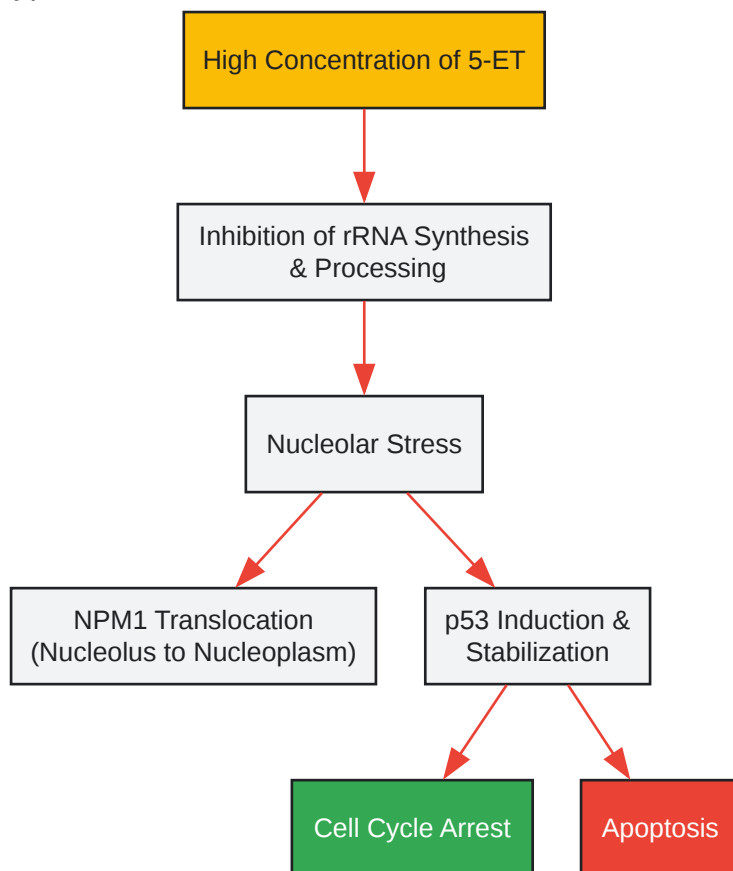 High Concentration of 5-ET
Inhibition of rRNA Synthesis
& Processing
Nucleolar Stress
NPM1 Translocation
(Nucleolus to Nucleoplasm)
p53 Induction &
Stabilization
Cell Cycle Arrest
Apoptosis